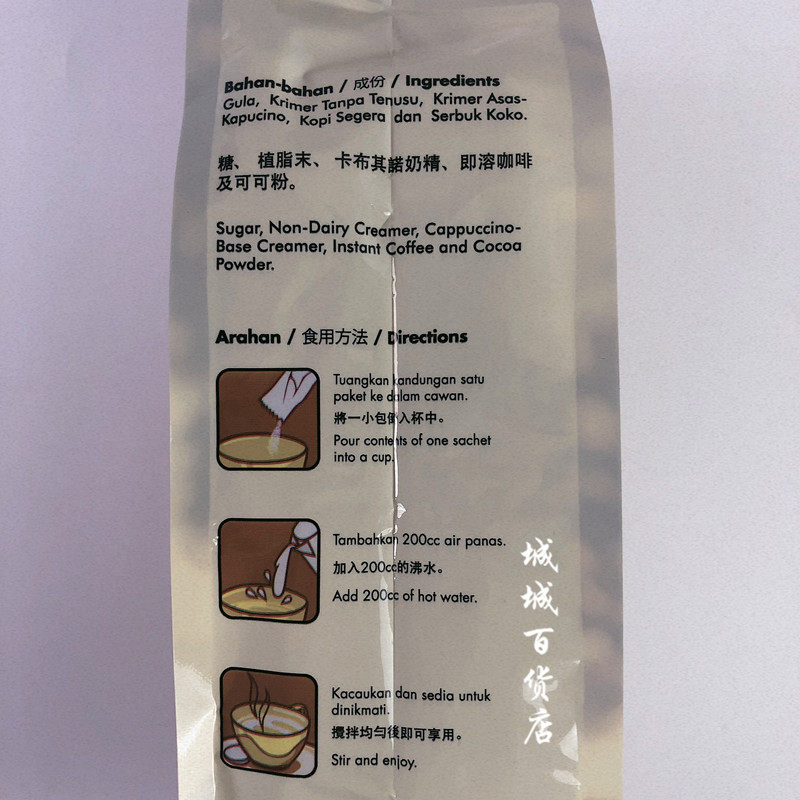 Bahan-bahan / 成份 / Ingredients
Gula, Krimer Tanpa Tenusu, Krimer Asas-
Kapucino, Kopi Segera dan Serbuk Koko.
糖、植脂末、卡布其諾奶精、即溶咖啡
及可可粉。
Sugar, Non-Dairy Creamer, Cappuccino-
Base Creamer, Instant Coffee and Cocoa
Powder.
Arahan / 食用方法 / Directions
Tuangkan kandungan satu
paket ke dalam cawan.
將一小包倒入杯中。
Pour contents of one sachet
into a cup.
Tambahkan 200cc air panas.
加入200cc的沸水。
Add 200cc of hot water.
Kacaukan dan sedia untuk
dinikmati.
攪拌均勻後即可享用。
Stir and enjoy.
城城百货店